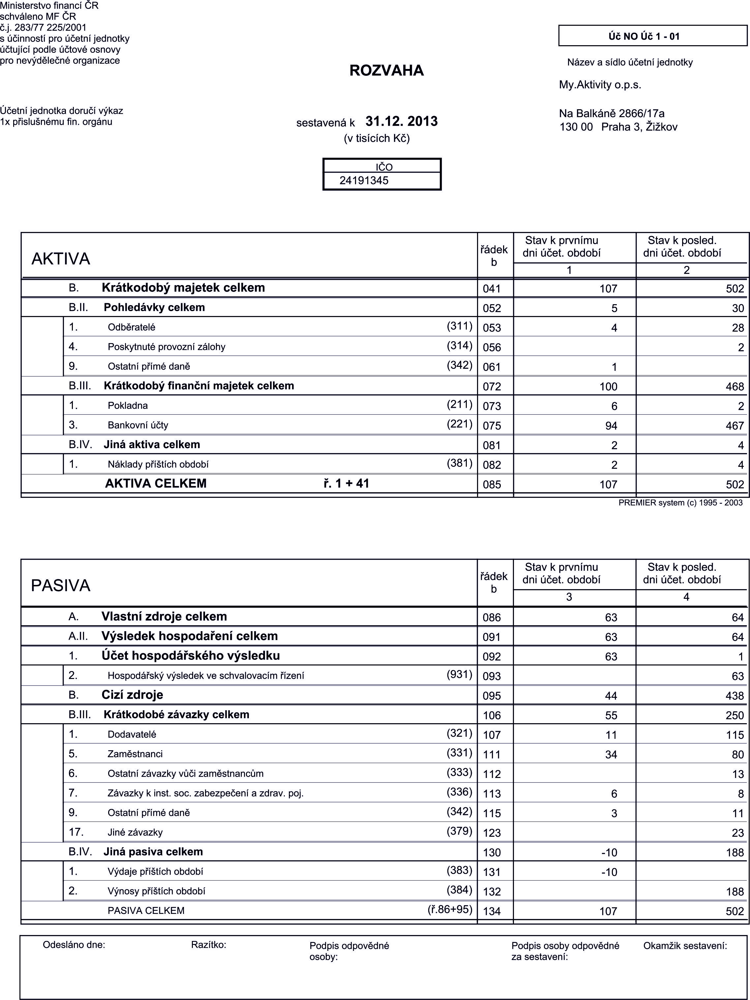 Ministerstvo financí ČR
schváleno MF ČR
č.j. 283/77 225/2001
s účinností pro účetní jednotky
účtující podle účtové osnovy
pro nevýdělečné organizace
Úč NO Úč 1 - 01
Název a sídlo účetní jednotky
ROZVAHA
My.Aktivity o.p.s.
Účetní jednotka doručí výkaz
1x přislušnému fin. orgánu
sestavená k 31.12. 2013
(v tisících Kč)
Na Balkáně 2866/17a
130 00 Praha 3, Žižkov
IČO
24191345
AKTIVA
řádek
b
Stav k prvnímu
dni účet. období
1
Stav k posled.
dni účet. období
2
B. Krátkodobý majetek celkem 041 107 502
B.II. Pohledávky celkem 052 5 30
1. Odběratelé (311) 053 4 28
4. Poskytnuté provozní zálohy (314) 056 2
9. Ostatní přímé daně (342) 061 1
B.III. Krátkodobý finanční majetek celkem 072 100 468
1. Pokladna (211) 073 6 2
3. Bankovní účty (221) 075 94 467
B.IV. Jiná aktiva celkem 081 2 4
1. Náklady příštích období (381) 082 2 4
AKTIVA CELKEM ř. 1 + 41 085 107 502
PREMIER system (c) 1995 - 2003
PASIVA
řádek
b
Stav k prvnímu
dni účet. období
3
Stav k posled.
dni účet. období
4
A. Vlastní zdroje celkem 086 63 64
A.II. Výsledek hospodaření celkem 091 63 64
1. Účet hospodářského výsledku 092 63 1
2. Hospodářský výsledek ve schvalovacím řízení (931) 093 63
B. Cizí zdroje 095 44 438
B.III. Krátkodobé závazky celkem 106 55 250
1. Dodavatelé (321) 107 11 115
5. Zaměstnanci (331) 111 34 80
6. Ostatní závazky vůči zaměstnancům (333) 112 13
7. Závazky k inst. soc. zabezpečení a zdrav. poj. (336) 113 6 8
9. Ostatní přímé daně (342) 115 3 11
17. Jiné závazky (379) 123 23
B.IV. Jiná pasiva celkem 130 -10 188
1. Výdaje příštích období (383) 131 -10
2. Výnosy příštích období (384) 132 188
PASIVA CELKEM (ř.86+95) 134 107 502
Odesláno dne:
Razítko:
Podpis odpovědné
osoby:
Podpis osoby odpovědné
za sestavení:
Okamžik sestavení: